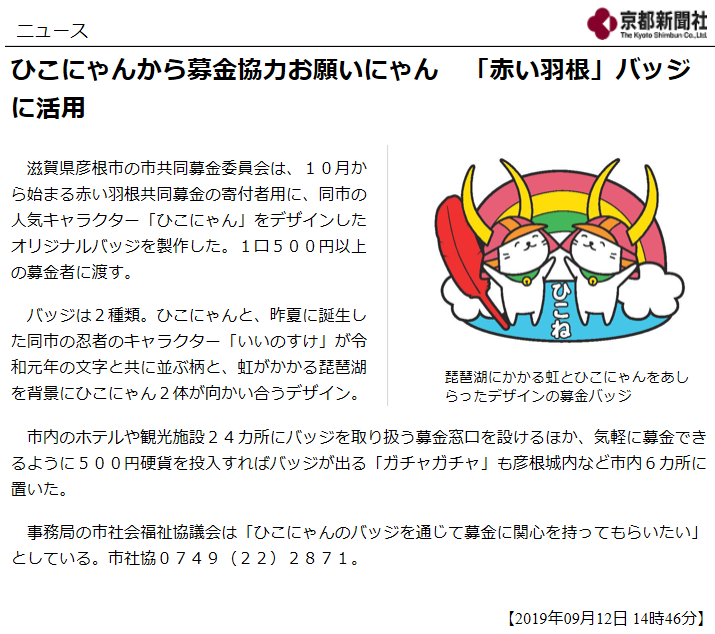 ニュース
京都新聞社
The Kyoto Shimbun Co.,Ltd.
ひこにゃんから募金協力お願いにゃん　「赤い羽根」バッジ
に活用
　滋賀県彦根市の市共同募金委員会は、１０月か
ら始まる赤い羽根共同募金の寄付者用に、同市の
人気キャラクター「ひこにゃん」をデザインした
オリジナルバッジを製作した。１口５００円以上
の募金者に渡す。
　バッジは２種類。ひこにゃんと、昨夏に誕生し
た同市の忍者のキャラクター「いいのすけ」が令
和元年の文字と共に並ぶ柄と、虹がかかる琵琶湖
を背景にひこにゃん２体が向かい合うデザイン。
ひこね
琵琶湖にかかる虹とひこにゃんをあし
らったデザインの募金バッジ
　市内のホテルや観光施設２４カ所にバッジを取り扱う募金窓口を設けるほか、気軽に募金でき
るように５００円硬貨を投入すればバッジが出る「ガチャガチャ」も彦根城内など市内６カ所に
置いた。
　事務局の市社会福祉協議会は「ひこにゃんのバッジを通じて募金に関心を持ってもらいたい」
としている。市社協０７４９（２２）２８７１。
【2019年09月12日 14時46分】